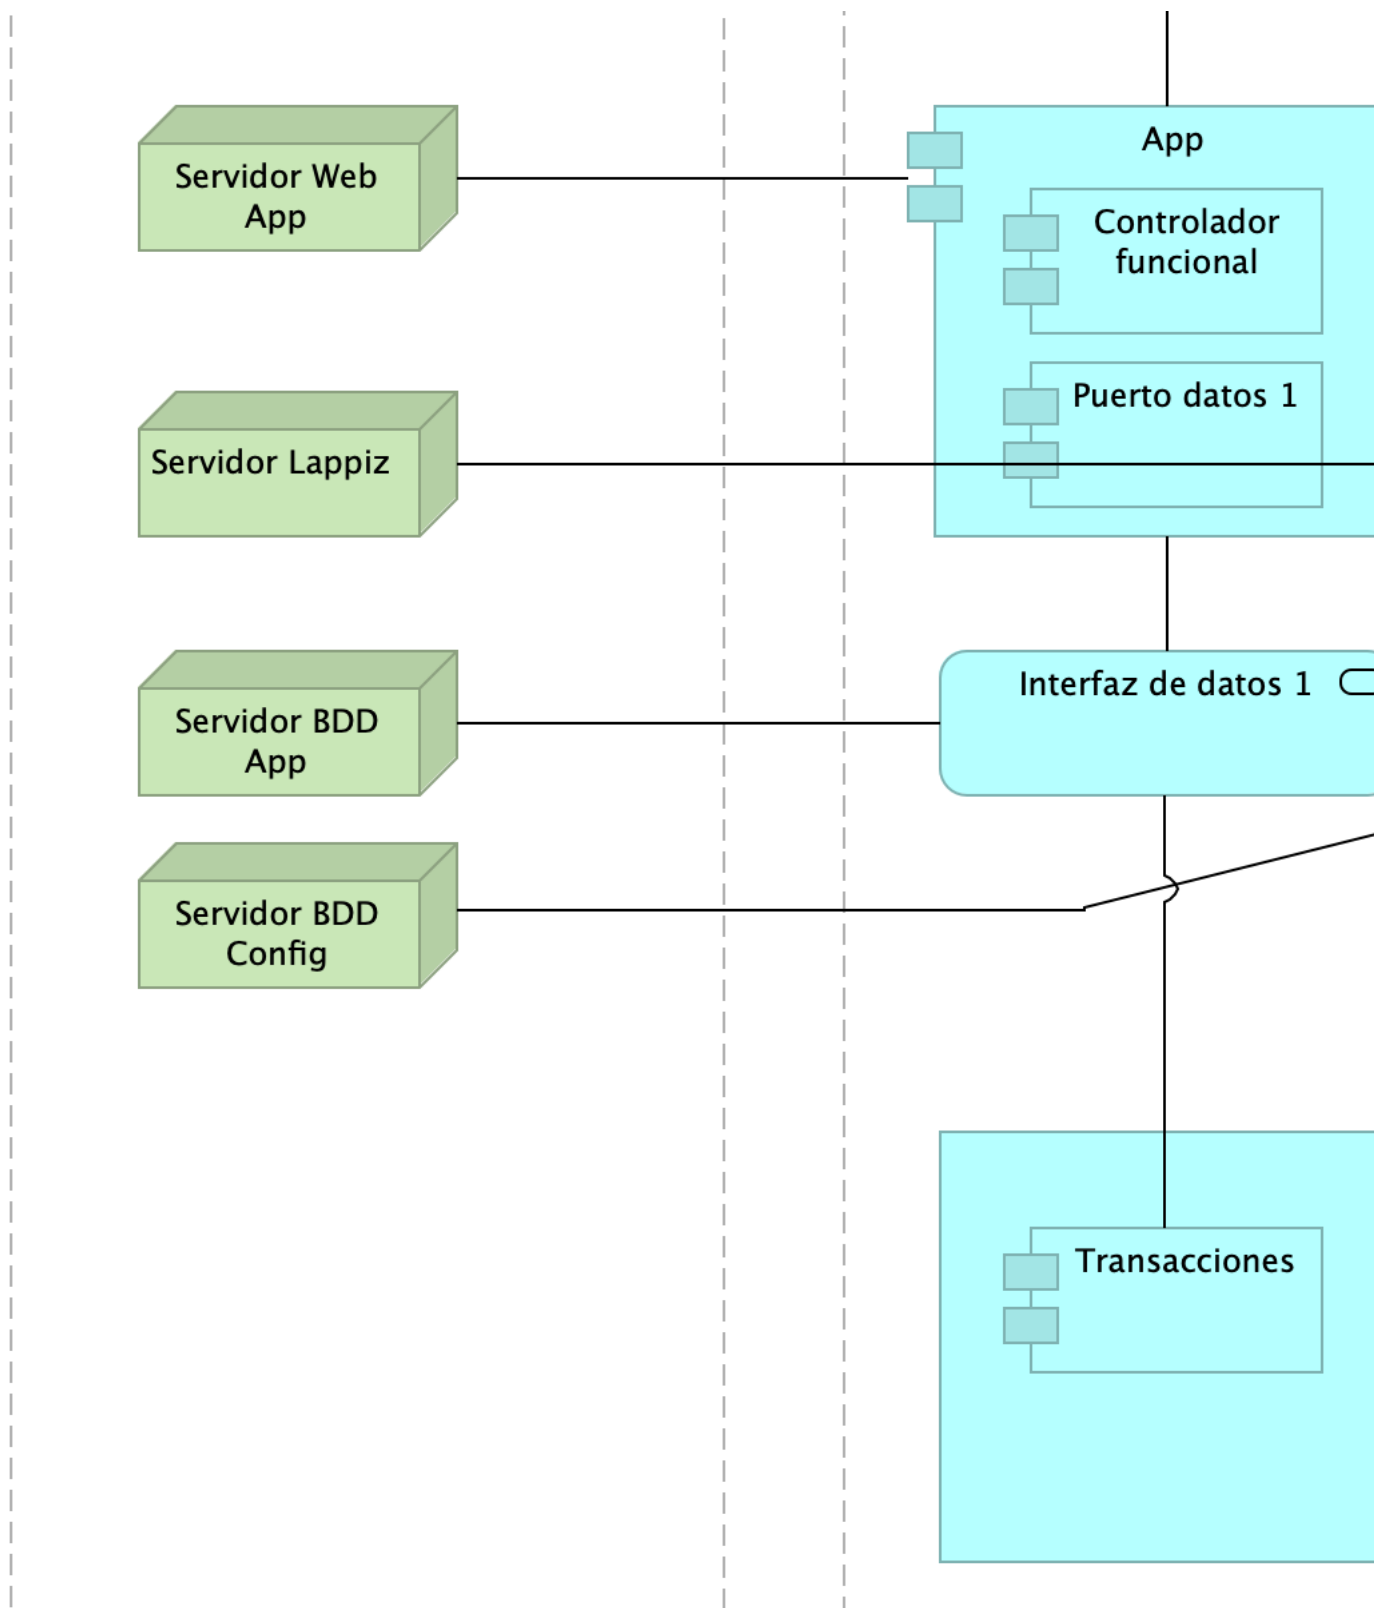 Servidor Web
App
Servidor Lappiz
Servidor BDD
App
Servidor BDD
Config
App
Controlador
funcional
Puerto datos 1
Interfaz de datos 1
Transacciones